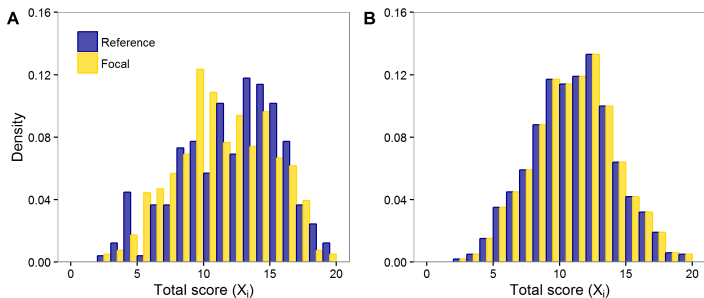 A
B
Reference
Focal
Density
0.16
0.12
0.08
0.04
0.00
0
5
10
15
20
Total score (Xi)
0.16
0.12
0.08
0.04
0.00
0
5
10
15
20
Total score (Xi)